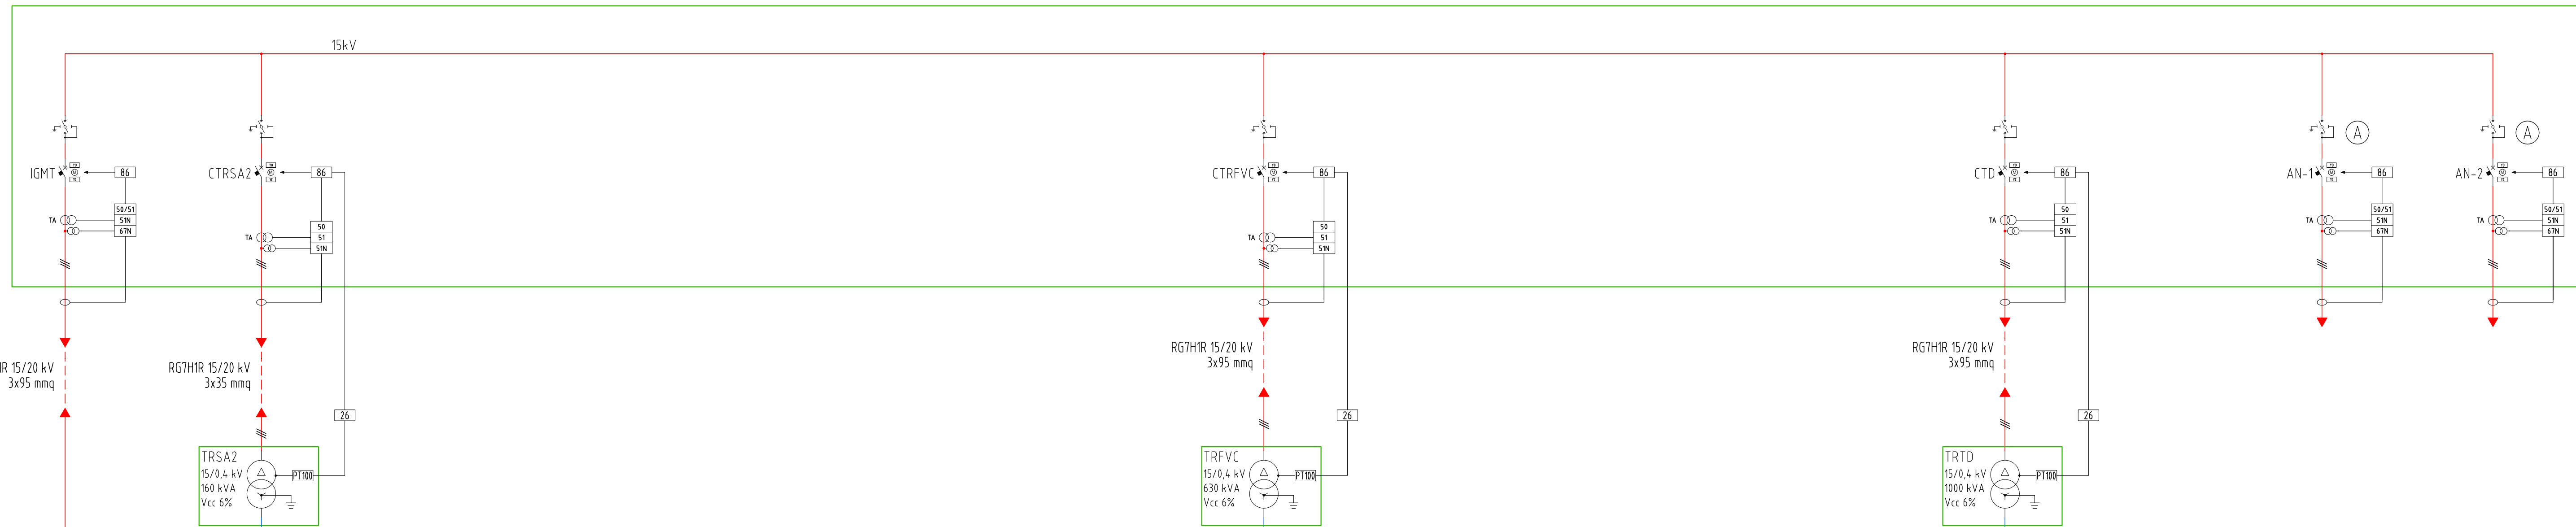 15kV
A
A
IGMT
M
86
CTRSA2
M
86
CTRFVC
M
86
CTD
M
86
AN-1
M
86
AN-2
M
86
TA
50/51
51N
67N
TA
50
51
51N
TA
50
51
51N
TA
50
51
51N
TA
50/51
51N
67N
TA
50/51
51N
67N
1R 15/20 kV
3x95 mmq
RG7H1R 15/20 kV
3x35 mmq
RG7H1R 15/20 kV
3x95 mmq
RG7H1R 15/20 kV
3x95 mmq
26
26
26
TRSA2
15/0,4 kV
160 kVA
Vcc 6%
PT100
TRFVC
15/0,4 kV
630 kVA
Vcc 6%
PT100
TRTD
15/0,4 kV
1000 kVA
Vcc 6%
PT100